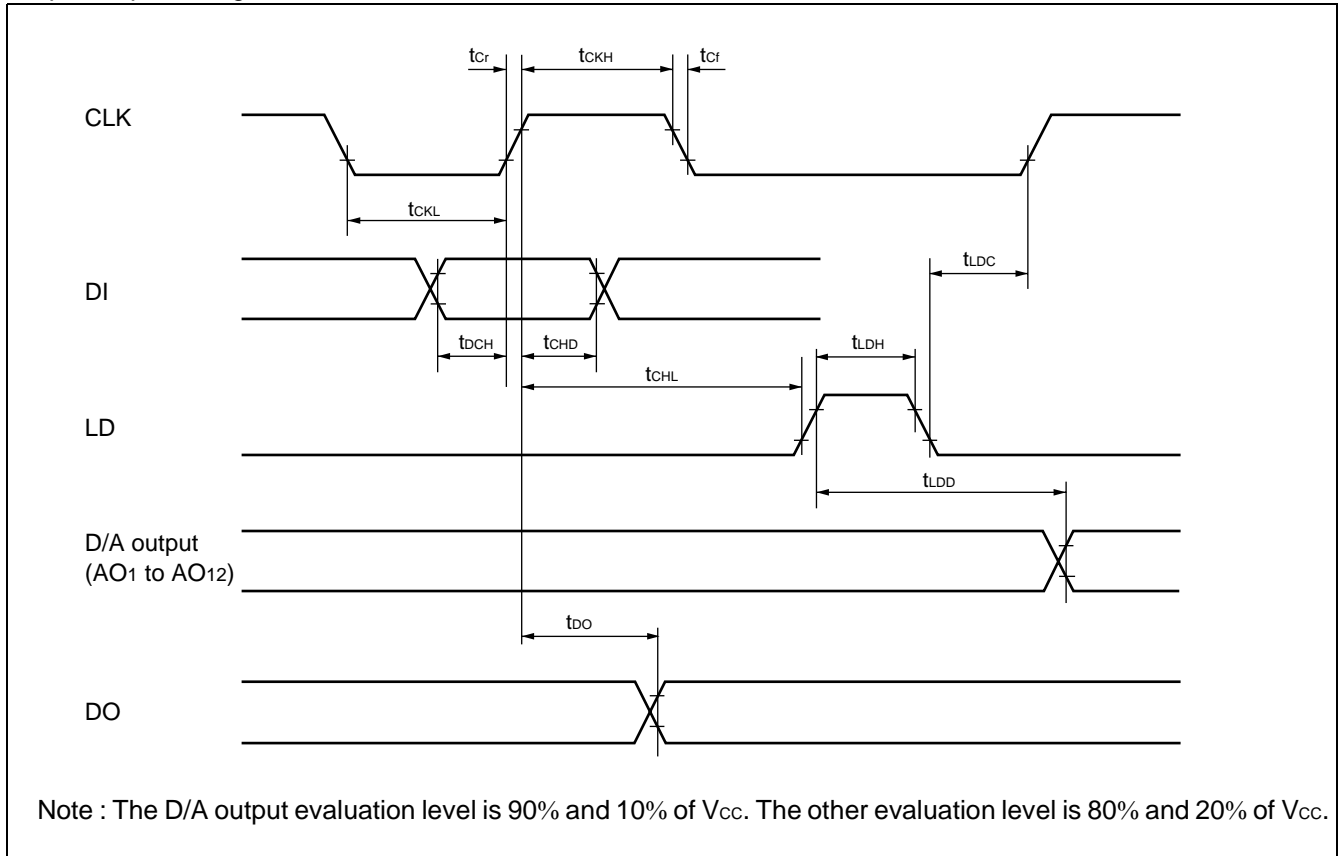 tCr
tCKH
tCf
CLK
tCKL
tLDC
DI
tDCH
tCHD
tLDH
tCHL
LD
tLDD
D/A output
(AO1 to AO12)
tDO
DO
Note : The D/A output evaluation level is 90% and 10% of VCC. The other evaluation level is 80% and 20% of VCC.